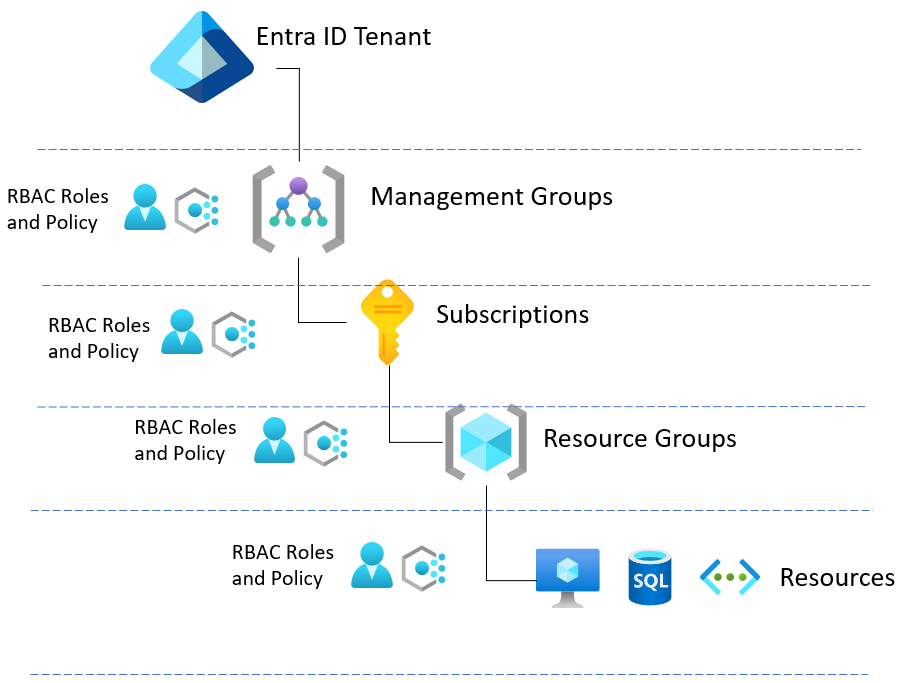 Entra ID Tenant
RBAC Roles
and Policy
Management Groups
RBAC Roles
and Policy
Subscriptions
RBAC Roles
and Policy
Resource Groups
RBAC Roles
and Policy
SQL
Resources